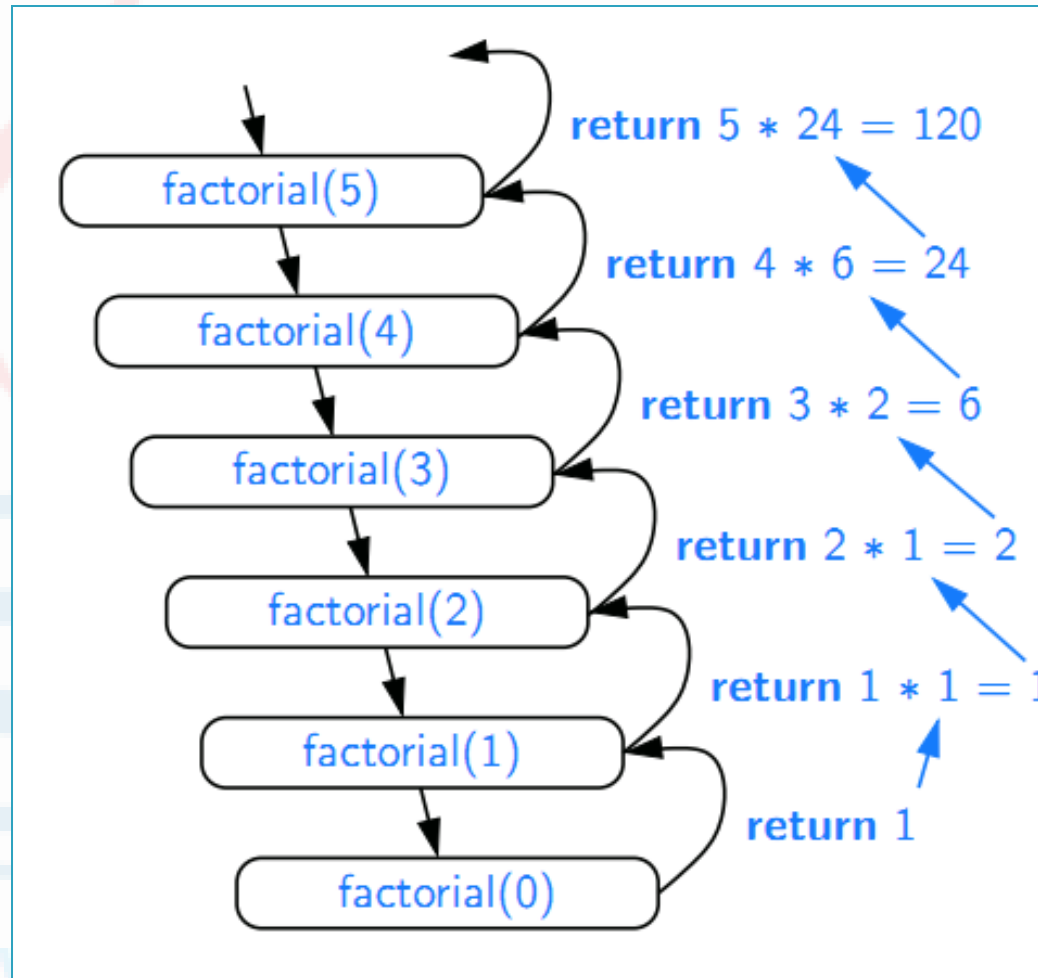 return 5 * 24 = 120
factorial(5)
return 4 * 6 = 24
factorial(4)
return 3 * 2 = 6
factorial(3)
return 2 * 1 = 2
factorial(2)
return 1 * 1 = 1
factorial(1)
return 1
factorial(0)